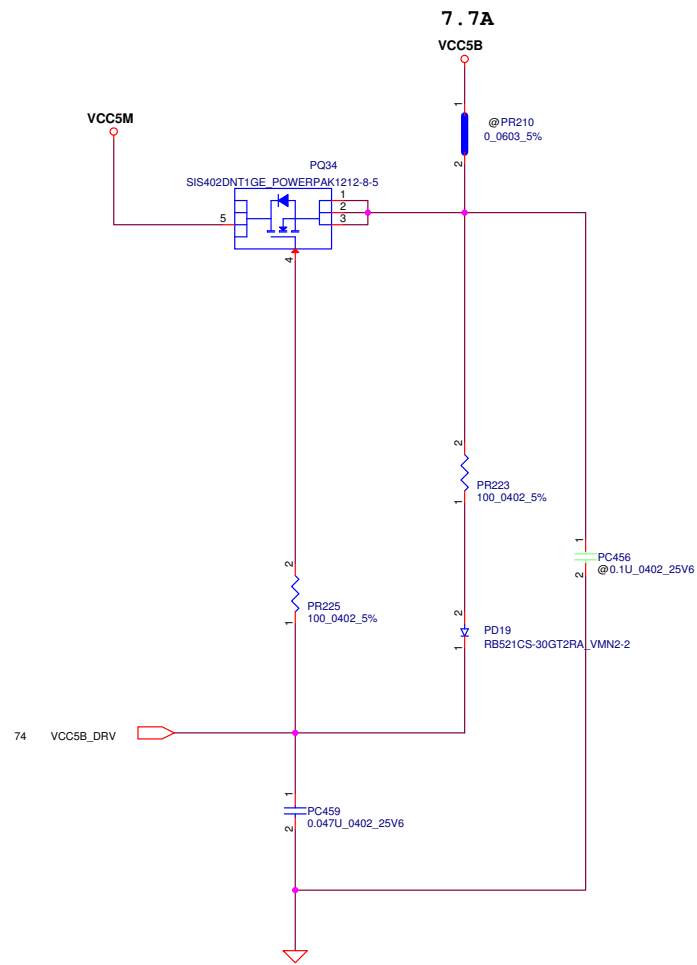 7.7A
VCC5B
VCC5M
1
@PR210
0_0603_5%
2
PQ34
SIS402DNT1GE_POWERPAK1212-8-5
1
2
3
5
4
2
PR223
100_0402_5%
1
1
PC456
@0.1U_0402_25V6
2
2
PR225
100_0402_5%
1
2
PD19
RB521CS-30GT2RA_VMN2-2
1
74 VCC5B_DRV
1
PC459
0.047U_0402_25V6
2